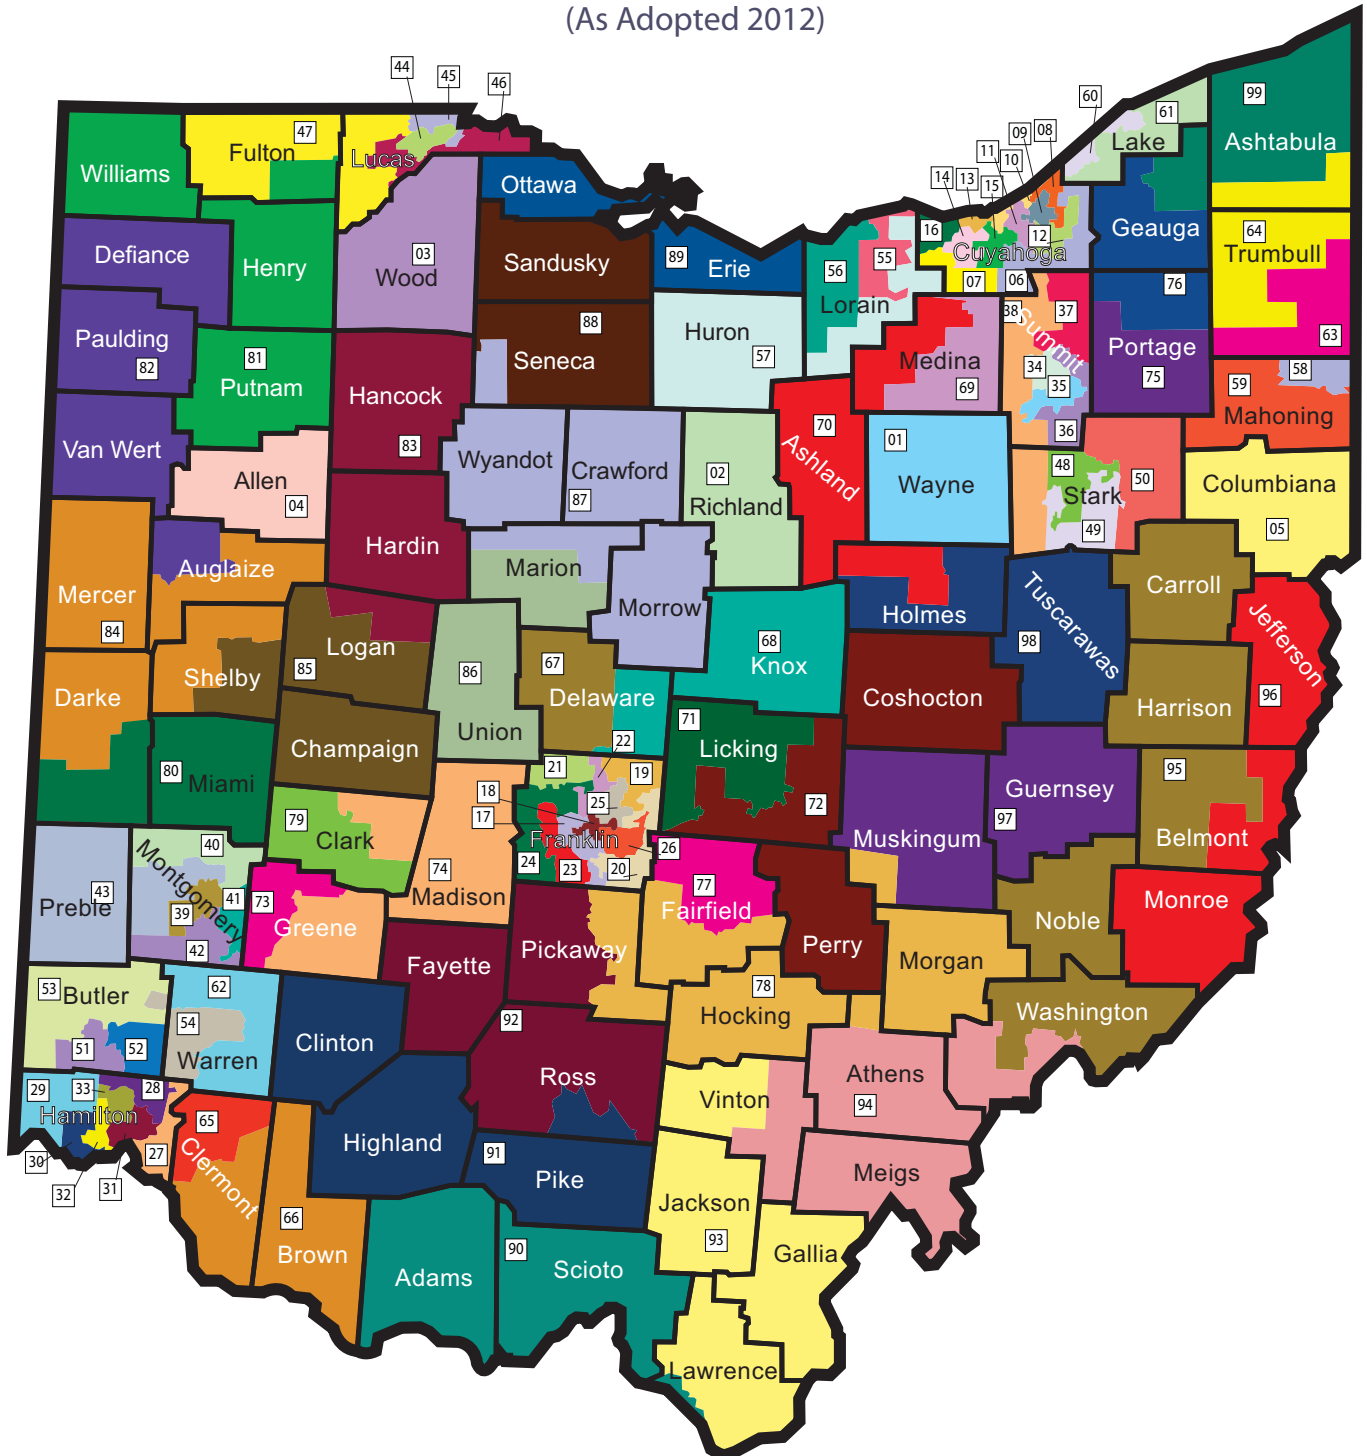 (As Adopted 2012)
44
45
46
47
Williams
Fulton
Lucas
60
61
99
Lake
Ashtabula
09
08
11
10
14
13
15
16
12
Cuyahoga
07
06
Geauga
64
Trumbull
63
Ottawa
Defiance
Henry
03
Wood
Sandusky
89
Erie
56
55
Lorain
Paulding
82
81
Putnam
88
Seneca
Huron
57
Medina
69
38
37
Summit
34
35
36
76
Portage
75
59
58
Mahoning
Hancock
83
Van Wert
Allen
04
Wyandot
Crawford
87
02
Richland
70
Ashland
01
Wayne
48
Stark
50
49
Columbiana
05
Mercer
84
Auglaize
Hardin
Marion
Morrow
Holmes
Tuscarawas
98
Carroll
Jefferson
96
Shelby
85
Logan
86
Union
67
Delaware
68
Knox
Coshocton
Harrison
Darke
80
Miami
Champaign
71
Licking
72
22
21
19
18
25
17
Franklin
26
24
23
20
Guernsey
97
95
Belmont
Muskingum
79
Clark
74
Madison
40
Montgomery
43
Preble
41
39
42
73
Greene
77
Fairfield
Perry
Noble
Monroe
Pickaway
Fayette
Morgan
53
Butler
62
54
Warren
51
52
Clinton
92
Ross
78
Hocking
Washington
Athens
94
29
33
28
Hamilton
30
32
31
27
65
Clermont
Highland
Vinton
91
Pike
Jackson
93
Meigs
66
Brown
Adams
90
Scioto
Gallia
Lawrence